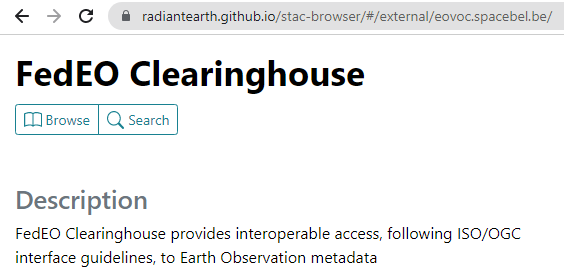 radiantearth.github.io/stac-browser/#/external/eovoc.spacebel.be/
FedEO Clearinghouse
Browse Search
Description
FedEO Clearinghouse provides interoperable access, following ISO/OGC
interface guidelines, to Earth Observation metadata